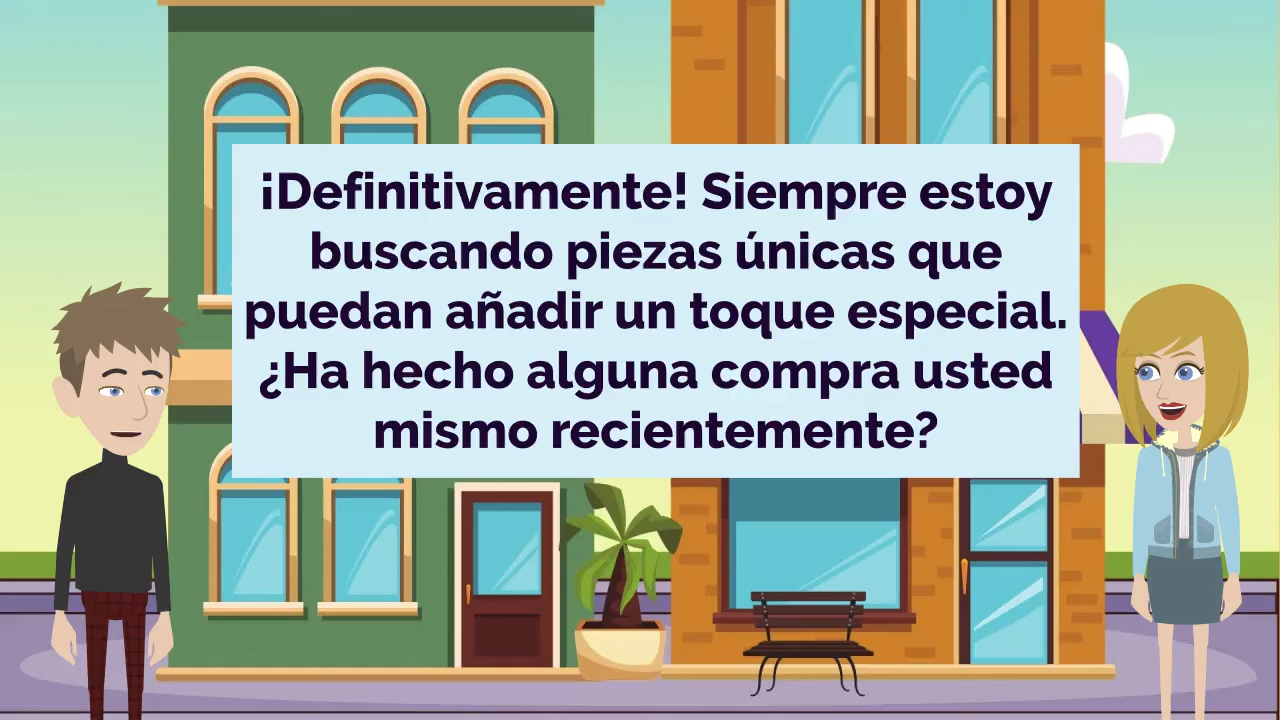 ¡Definitivamente! Siempre estoy
buscando piezas únicas que
puedan añadir un toque especial.
¿Ha hecho alguna compra usted
mismo recientemente?